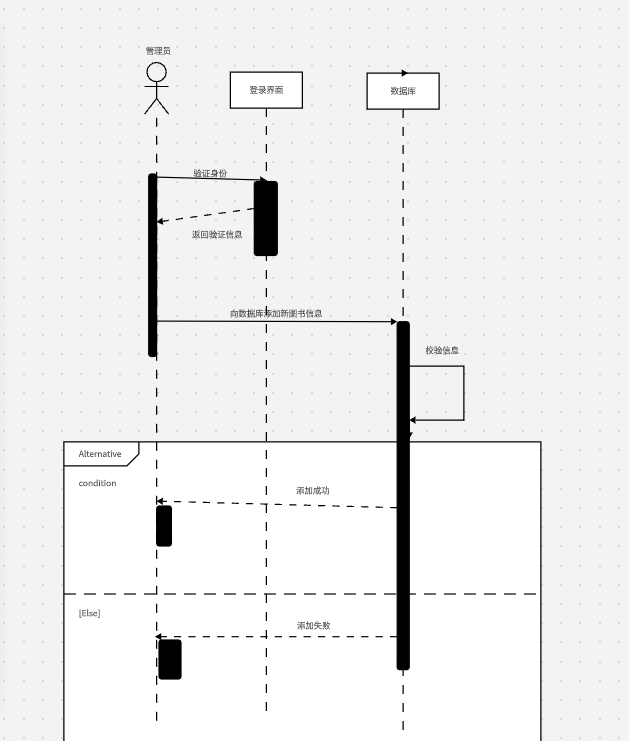 管理员
登录界面
数据库
验证身份
返回验证信息
向数据库添加新图书信息
校验信息
Alternative
condition
添加成功
[Else]
添加失败